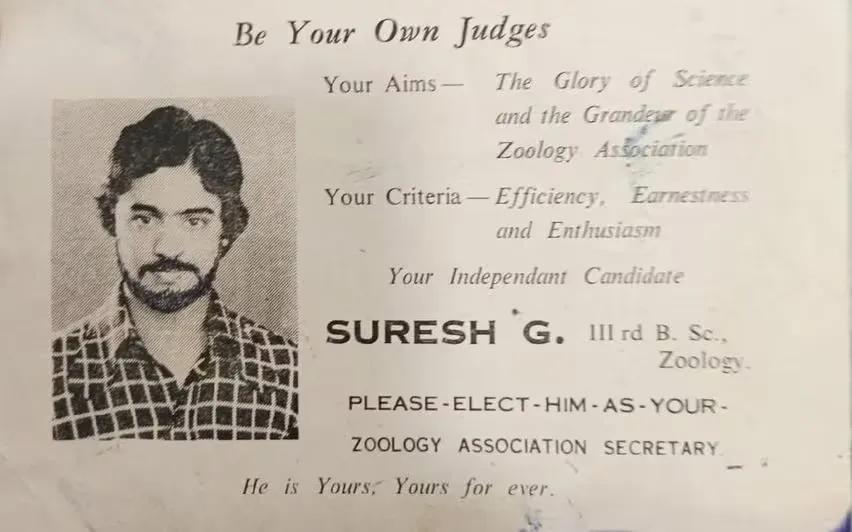 Be Your Own Judges
Your Aims— The Glory of Science
and the Grandeur of the
Zoology Association
Your Criteria—Efficiency, Earnestness
and Enthusiasm
Your Independant Candidate
SURESH G. III rd B. Sc.,
Zoology.
PLEASE-ELECT-HIM-AS-YOUR-
ZOOLOGY ASSOCIATION SECRETARY
He is Yours, Yours for ever.